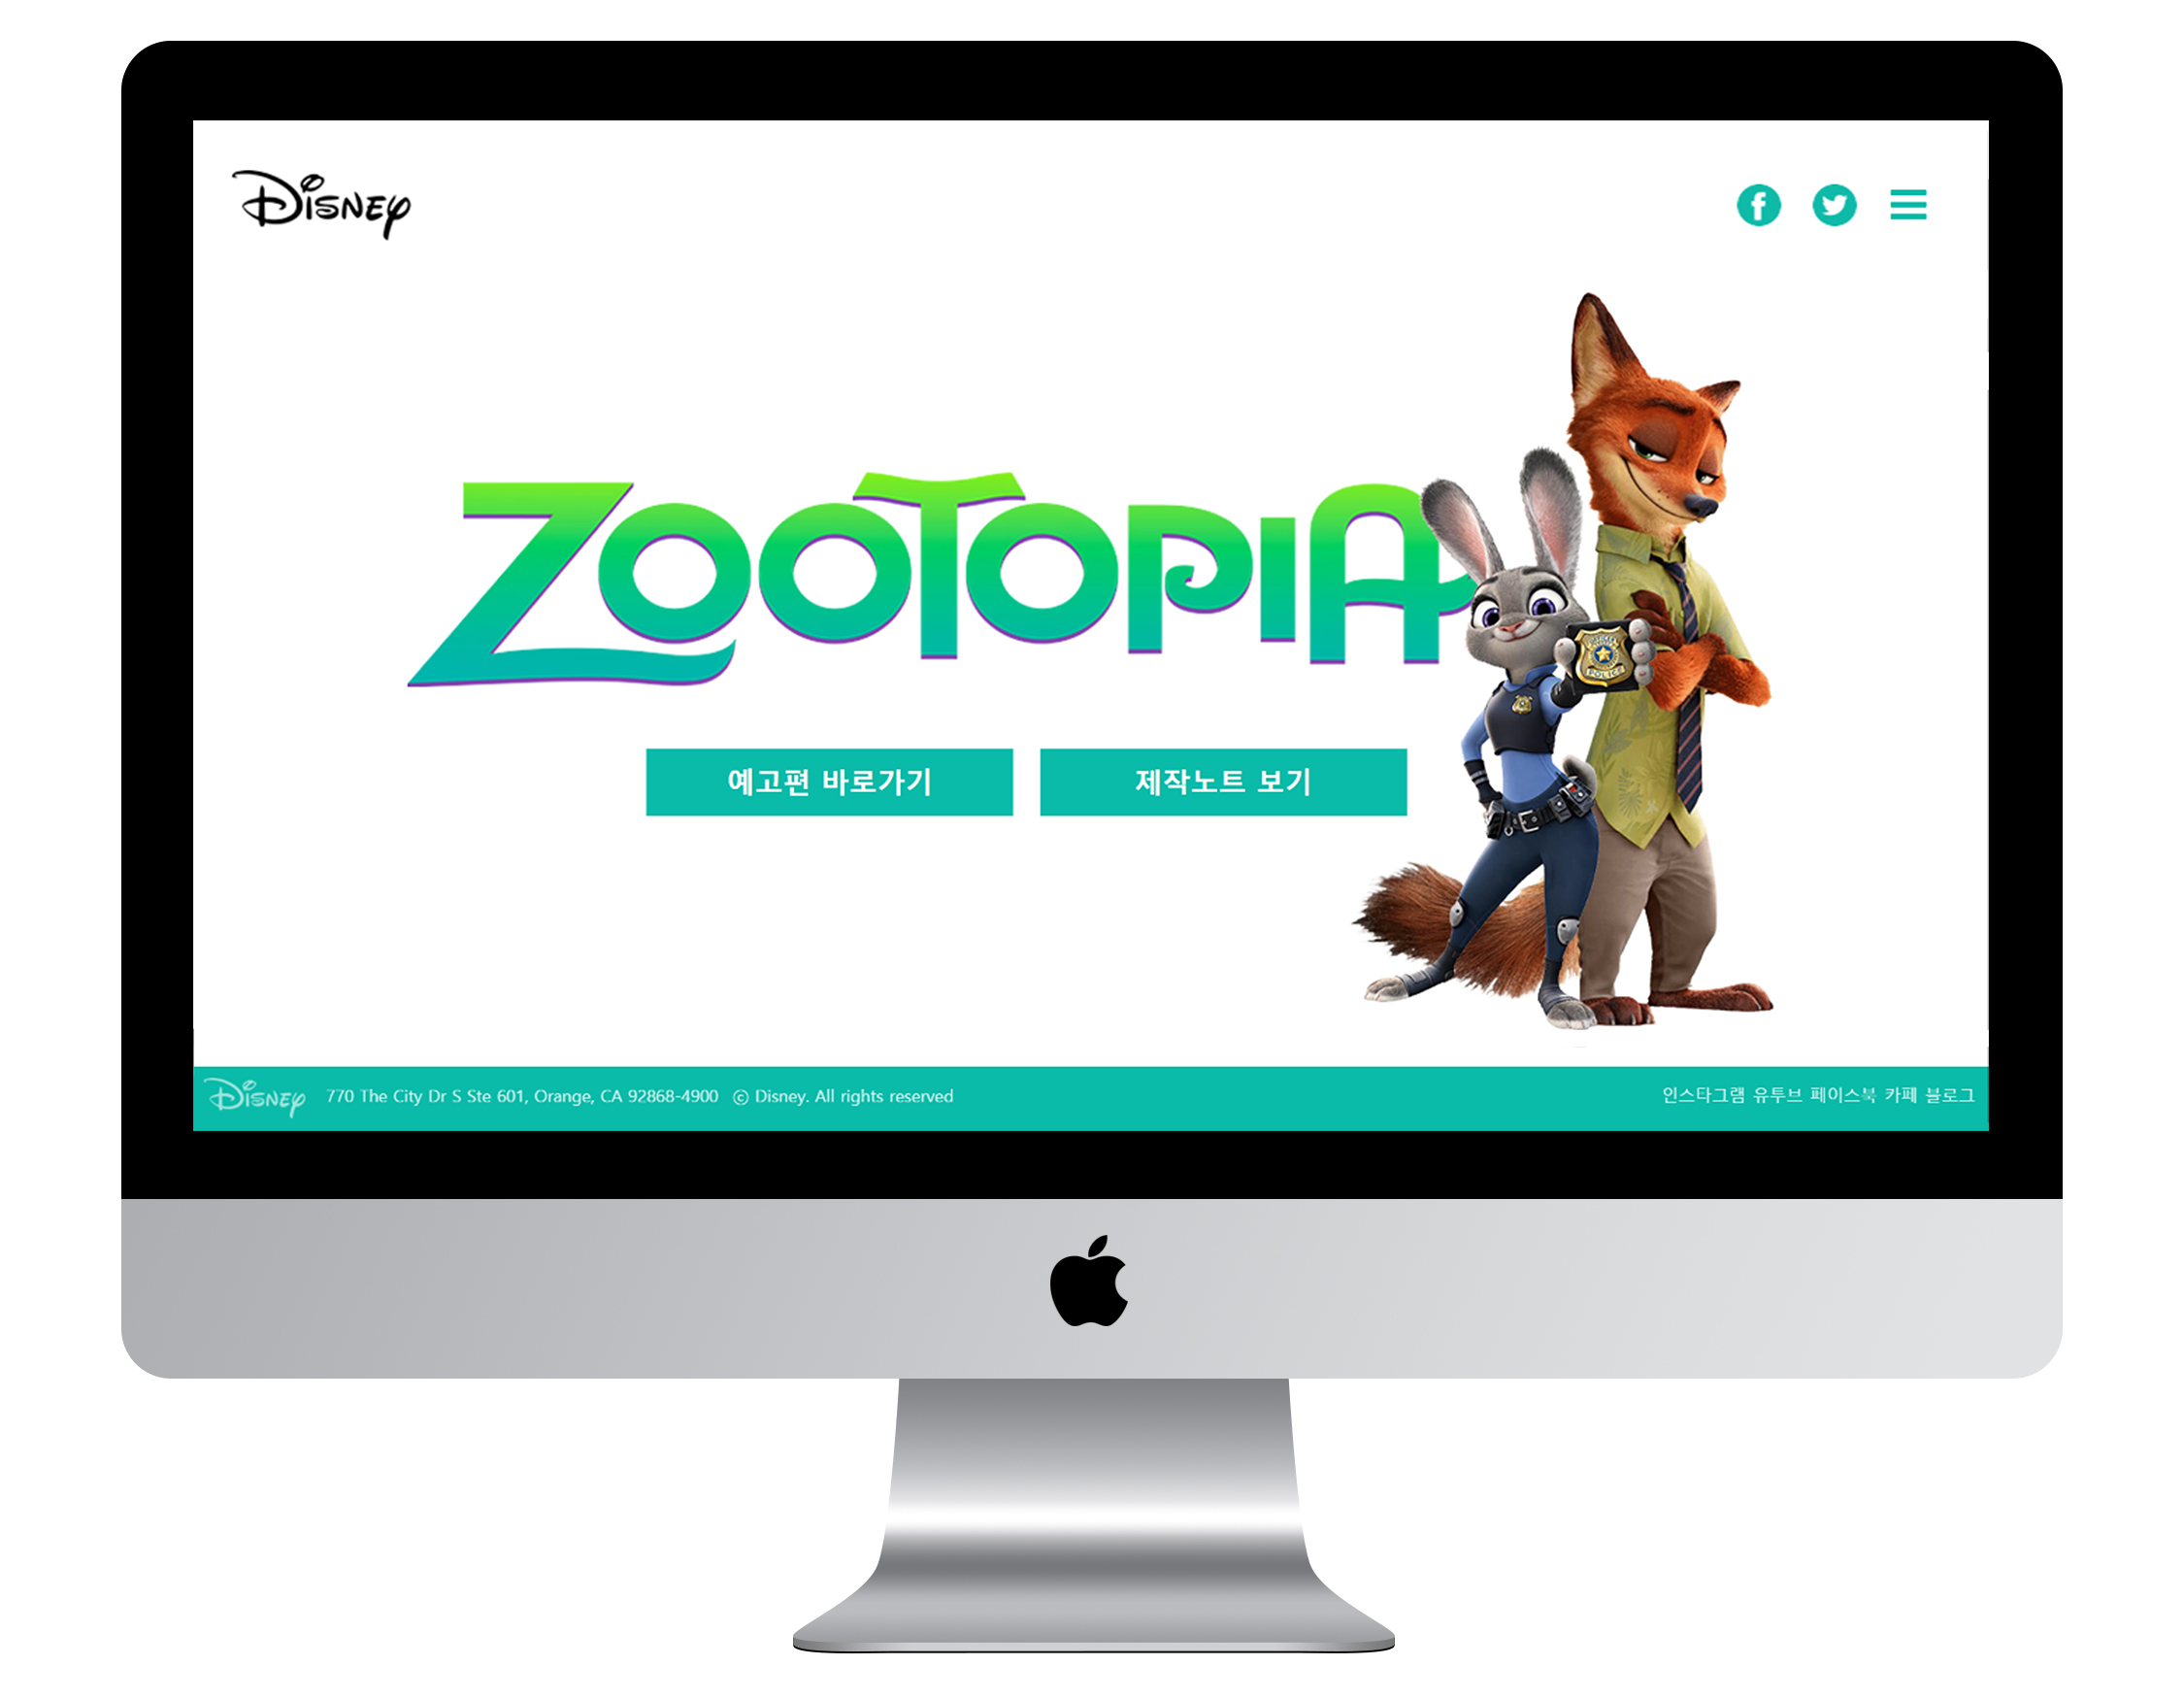 Disney
ZOOTOPIA
OFFICER
POLICE
예고편 바로가기
제작노트 보기
Disney 770 The City Dr S Ste 601, Orange, CA 92868-4900 © Disney. All rights reserved
인스타그램 유투브 페이스북 카페 블로그